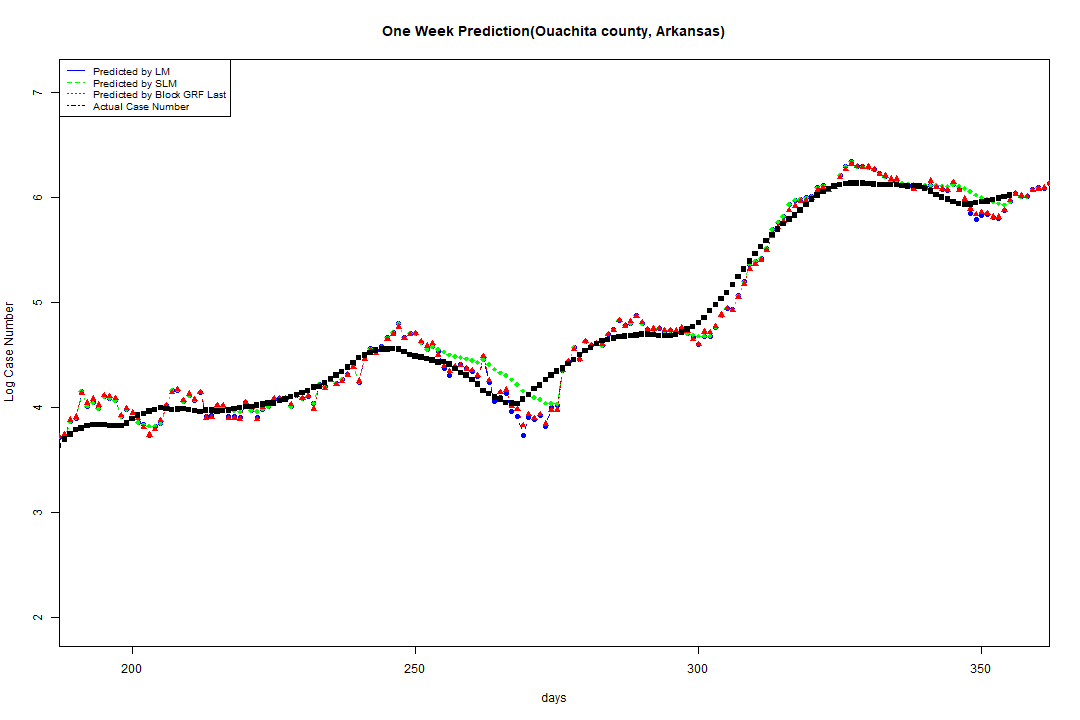 One Week Prediction(Ouachita county, Arkansas)
Predicted by LM
Predicted by SLM
Predicted by Block GRF Last
Actual Case Number
7
6
5
4
3
2
Log Case Number
200 250 300 350
days